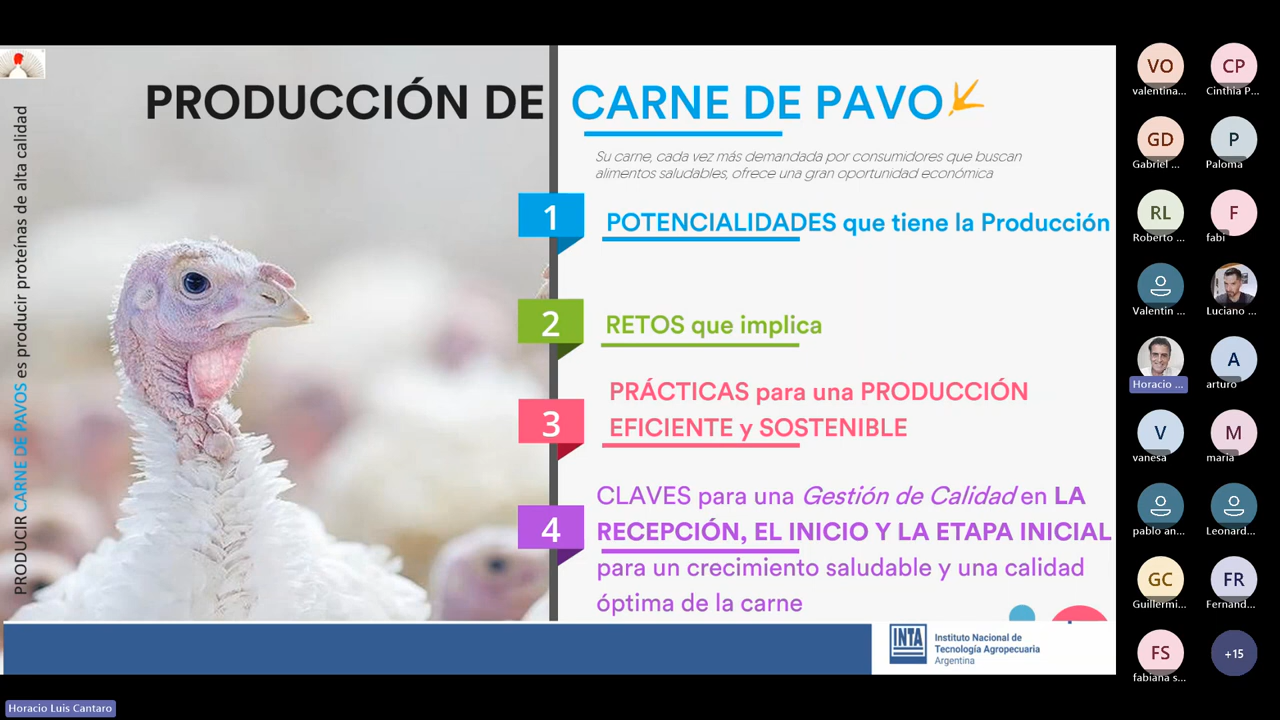 PRODUCCIÓN DE CARNE DE PAVO
Su carne, cada vez más demandada por consumidores que buscan
alimentos saludables, ofrece una gran oportunidad económica
1
POTENCIALIDADES que tiene la Producción
2
RETOS que implica
3
PRÁCTICAS para una PRODUCCIÓN
EFICIENTE y SOSTENIBLE
4
CLAVES para una Gestión de Calidad en LA
RECEPCIÓN, EL INICIO Y LA ETAPA INICIAL
para un crecimiento saludable y una calidad
óptima de la carne
PRODUCIR CARNE DE PAVOS es producir proteínas de alta calidad
INTA
Instituto Nacional de
Tecnología Agropecuaria
Argentina
VO
valentina...
CP
Cinthia P...
GD
Gabriel ...
P
Paloma
RL
Roberto ...
F
fabi
Valentin ...
Luciano ...
Horacio ...
A
arturo
V
vanesa
M
maria
pablo an...
Leonard...
GC
Guillermi...
FR
Fernand...
FS
fabiana s...
+15
Horacio Luis Cantaro